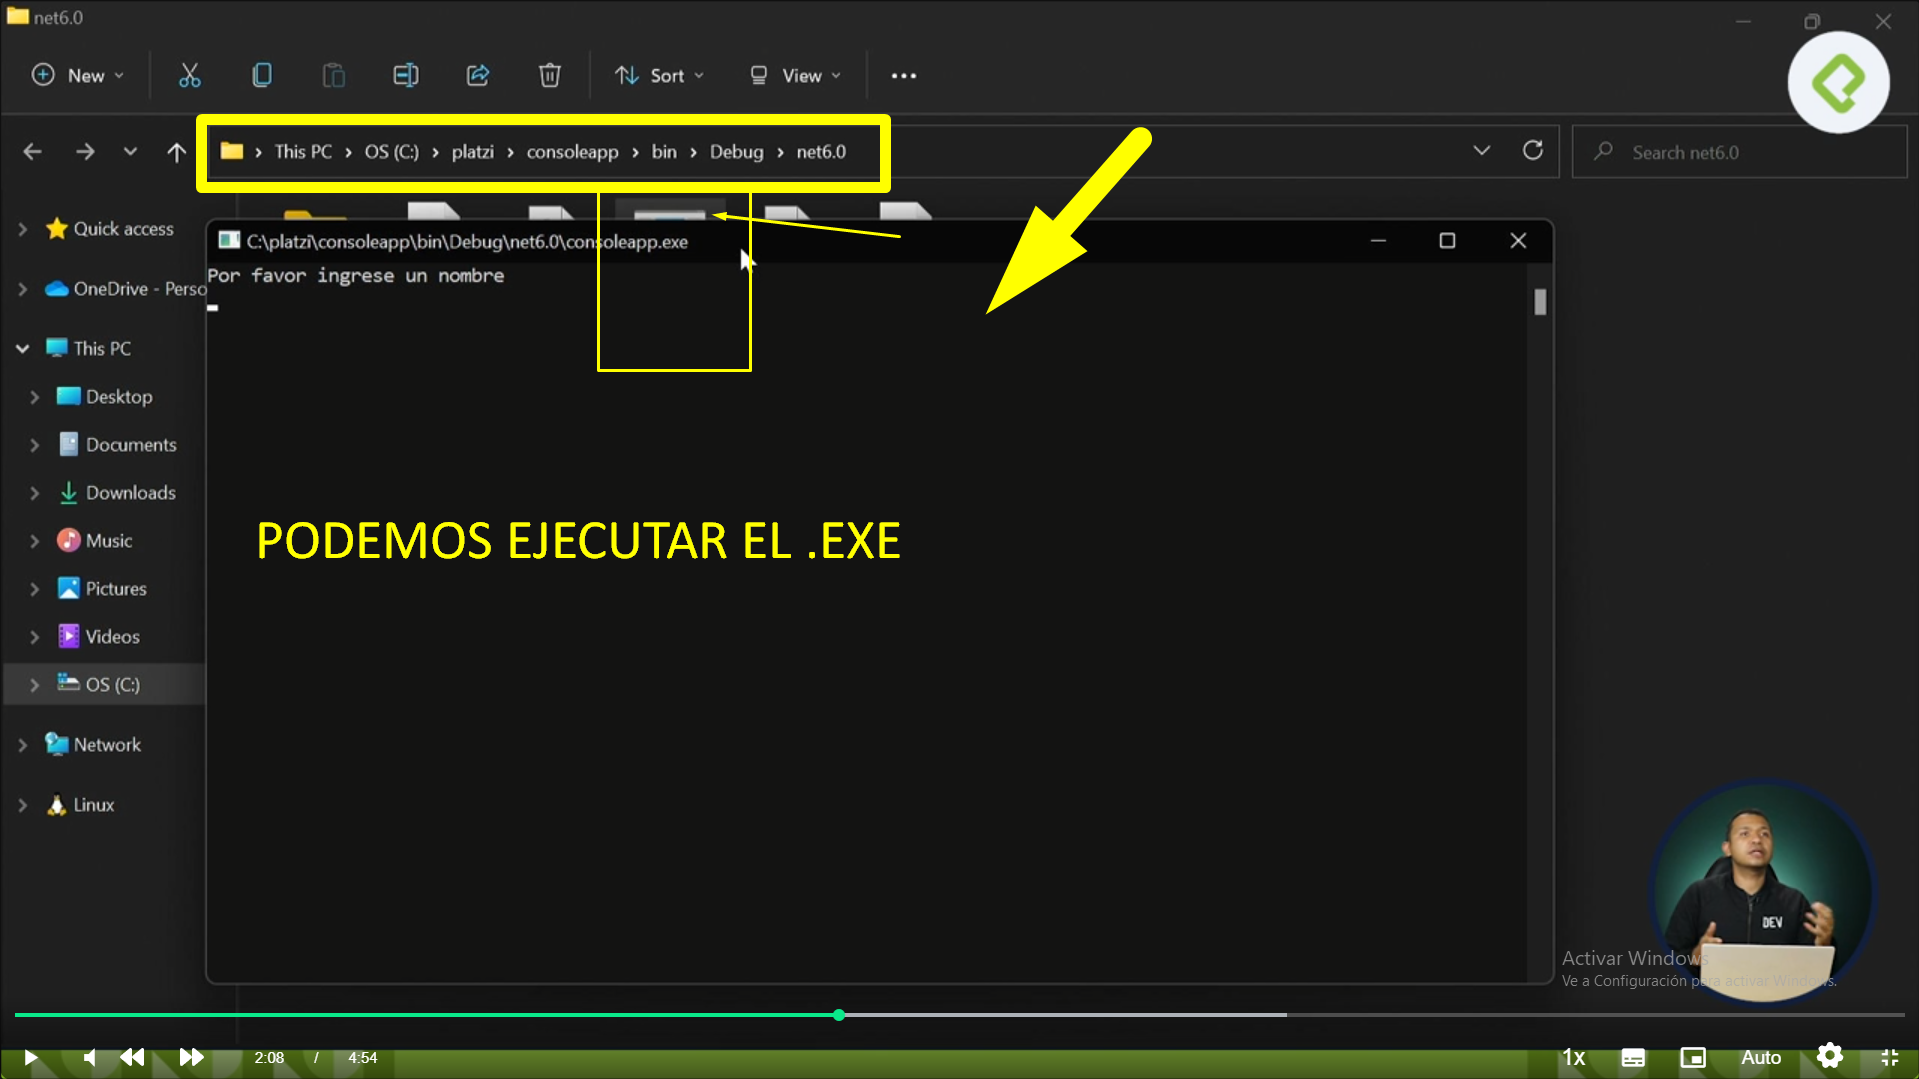 net6.0
New
Sort
View
This PC > OS (C:) > platzi > consoleapp > bin > Debug > net6.0
Search net6.0
Quick access
C:\platzi\consoleapp\bin\Debug\net6.0\consoleapp.exe
Por favor ingrese un nombre
OneDrive - Perso
This PC
Desktop
Documents
Downloads
PODEMOS EJECUTAR EL .EXE
Music
Pictures
Videos
OS (C:)
Network
Linux
DEV
Activar Windows
Ve a Configuración para activar Windows.
2:08 / 4:54
1x
Auto